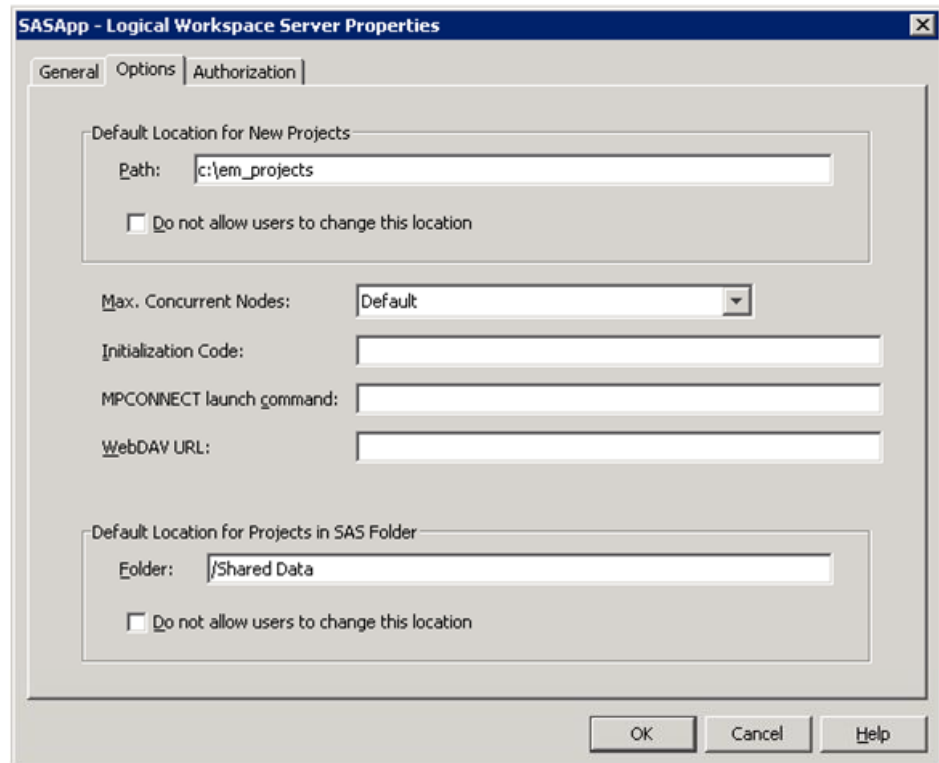 SASApp - Logical Workspace Server Properties
General Options Authorization
Default Location for New Projects
Path: c:\em_projects
Do not allow users to change this location
Max. Concurrent Nodes: Default
Initialization Code:
MPCONNECT launch command:
WebDAV URL:
Default Location for Projects in SAS Folder
Folder: /Shared Data
Do not allow users to change this location
OK Cancel Help